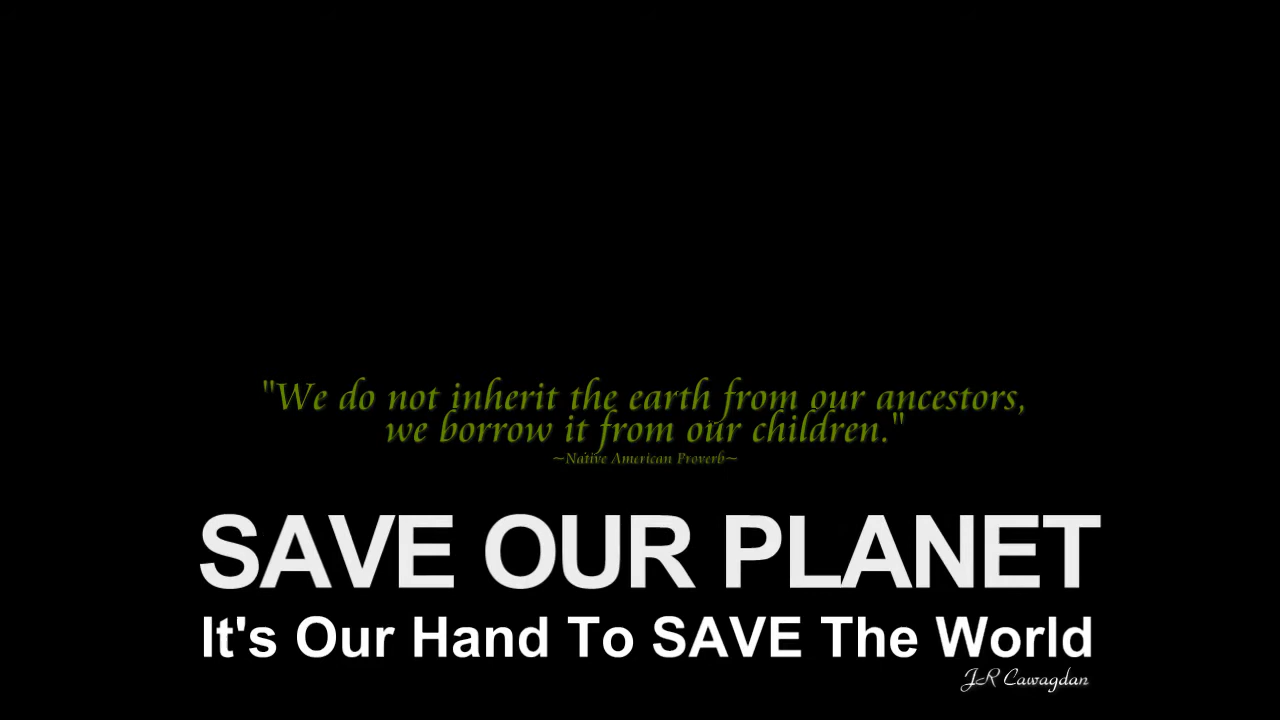 "We do not inherit the earth from our ancestors,
we borrow it from our children."
~Native American Proverb~
SAVE OUR PLANET
It's Our Hand To SAVE The World
J-R Cawagdan